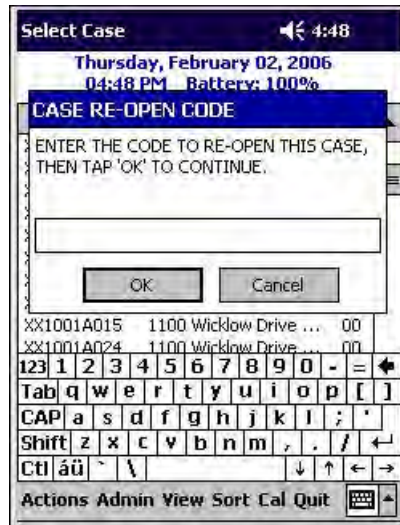 Select Case 4:48
Thursday, February 02, 2006
04:48 PM Battery: 100%
CASE RE-OPEN CODE
ENTER THE CODE TO RE-OPEN THIS CASE,
THEN TAP 'OK' TO CONTINUE.
OK Cancel
XX1001A015 1100 Wicklow Drive ... 00
XX1001A024 1100 Wicklow Drive ... 00
123 1 2 3 4 5 6 7 8 9 0 - =
Tab q w e r t y u i o p [ ]
CAP a s d f g h j k l ; '
Shift z x c v b n m , . /
Ctl áü ` \
Actions Admin View Sort Cal Quit